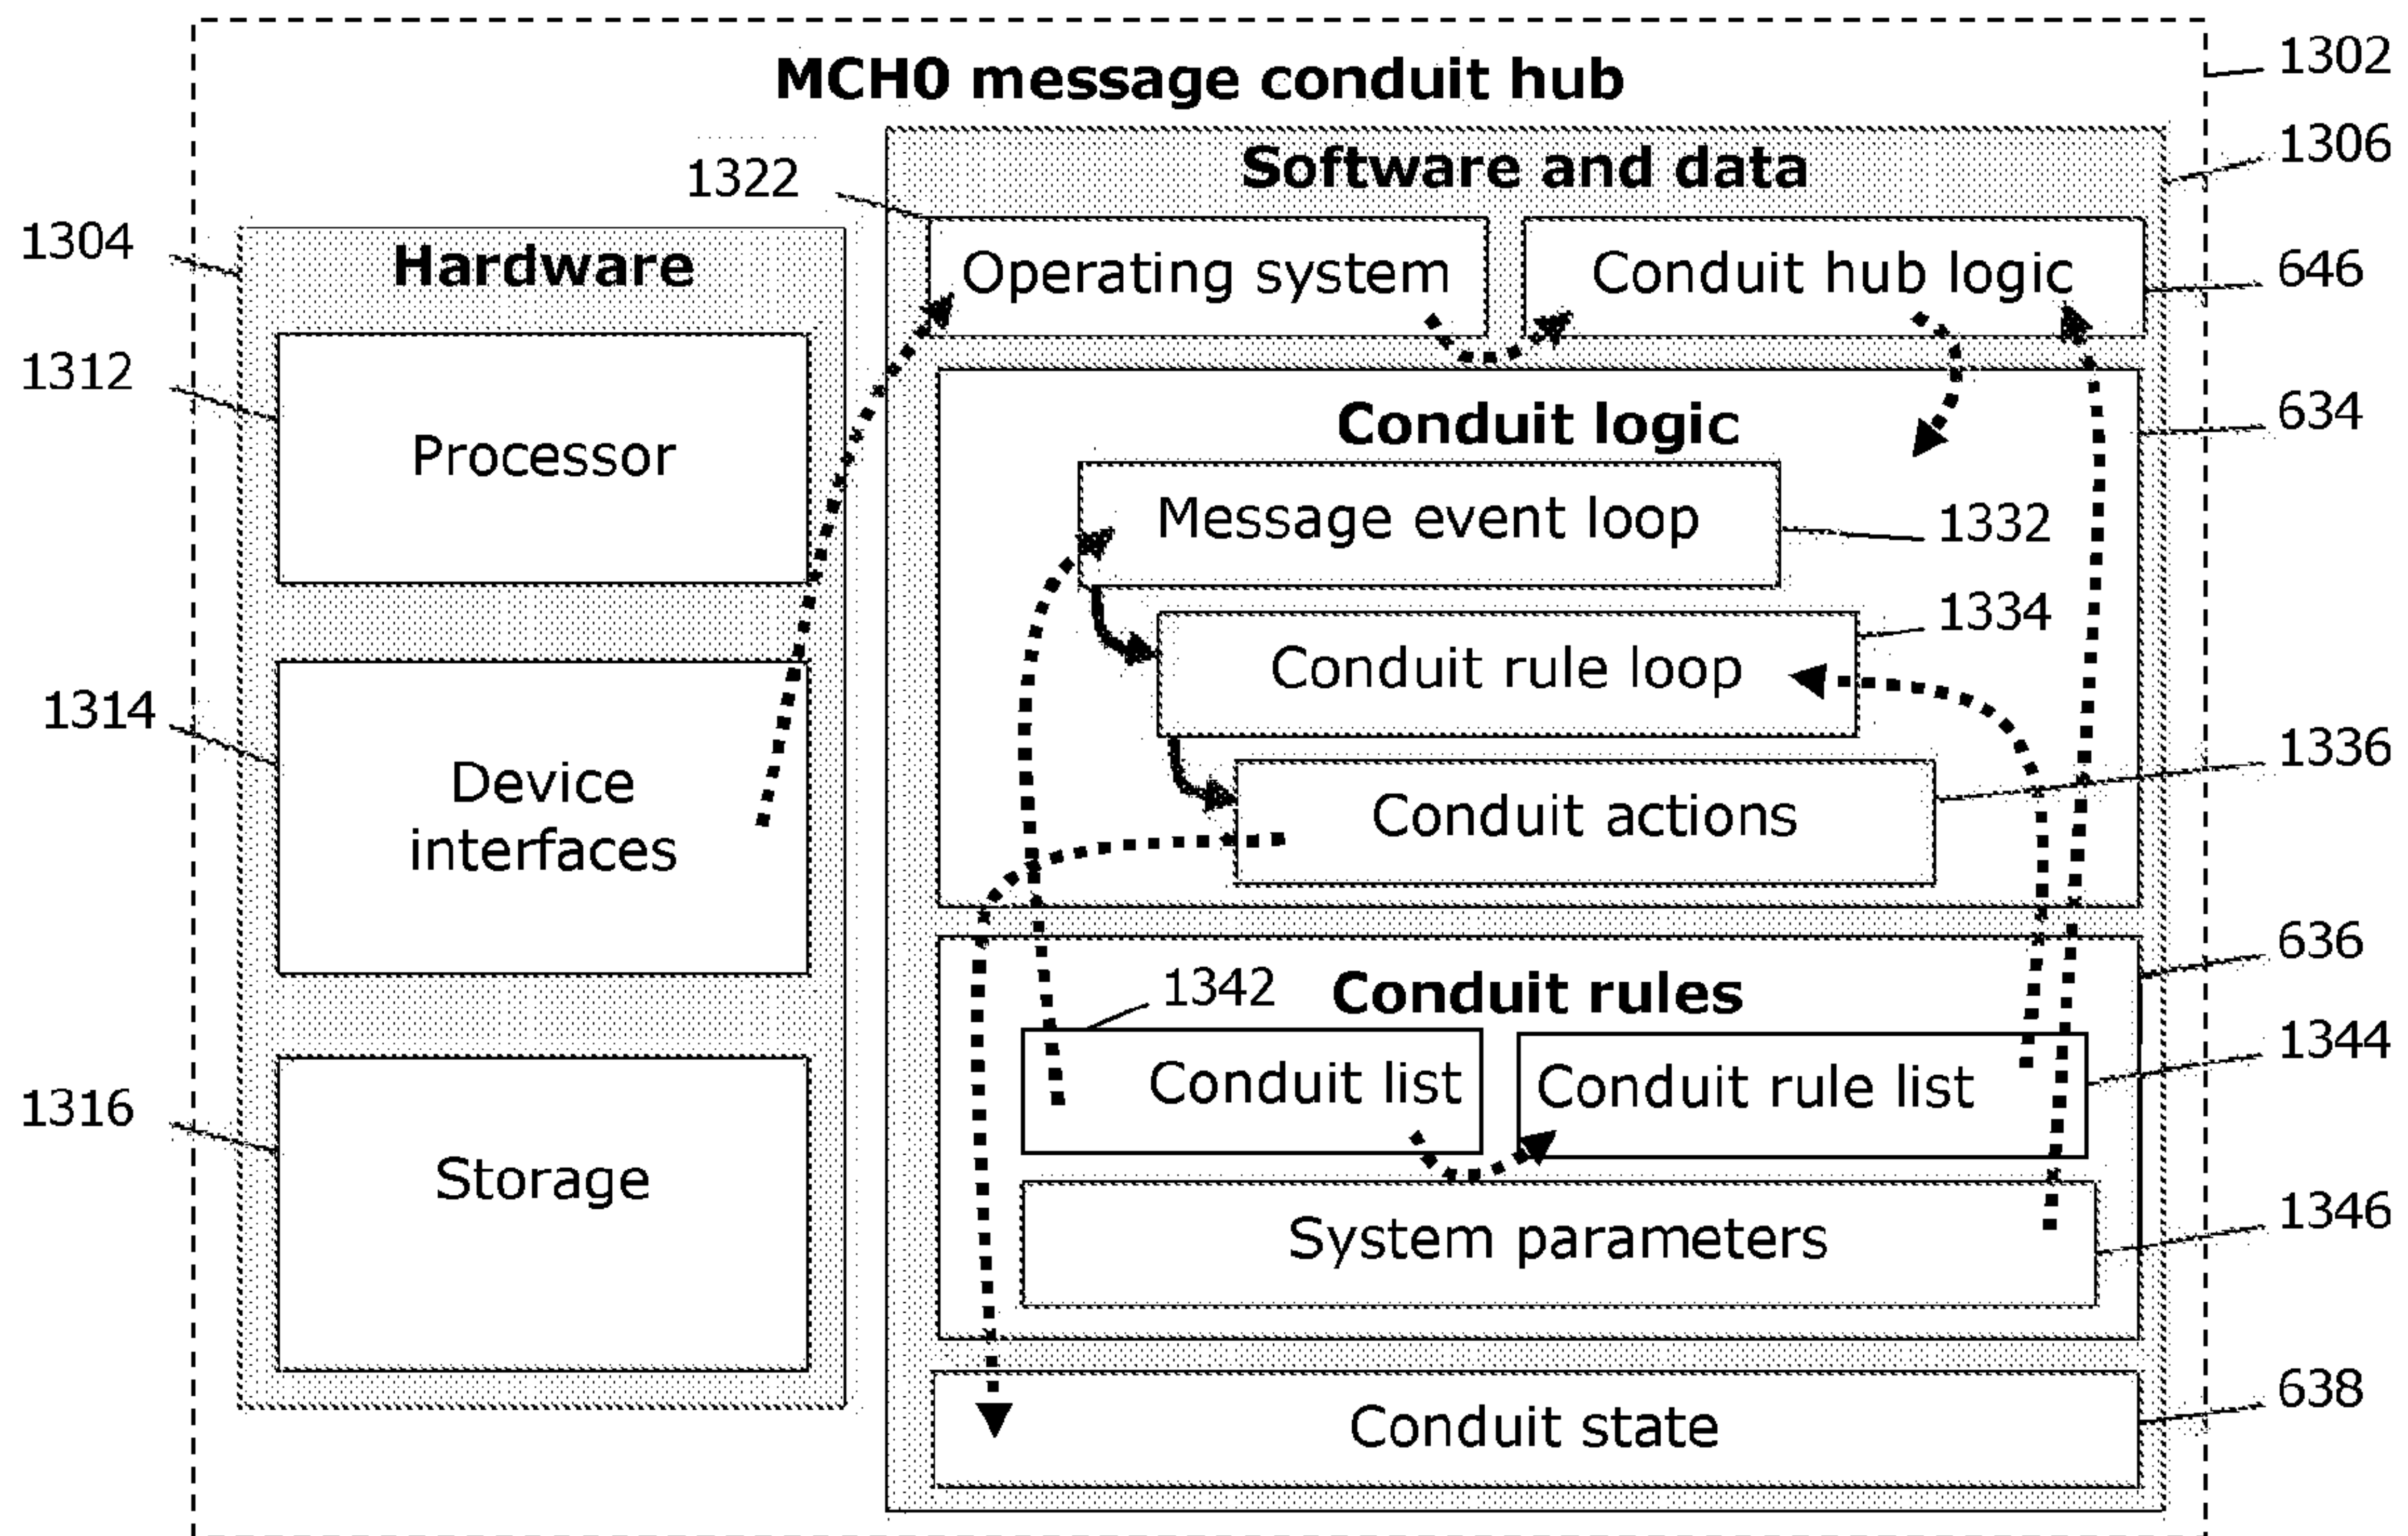 MCH0 message conduit hub
1302
Software and data
1306
1322
1304
Hardware
Operating system
Conduit hub logic
646
1312
Processor
Conduit logic
634
Message event loop
1332
1334
Conduit rule loop
1314
Device
interfaces
1336
Conduit actions
636
1342
Conduit rules
1344
Conduit list
Conduit rule list
1316
Storage
1346
System parameters
638
Conduit state